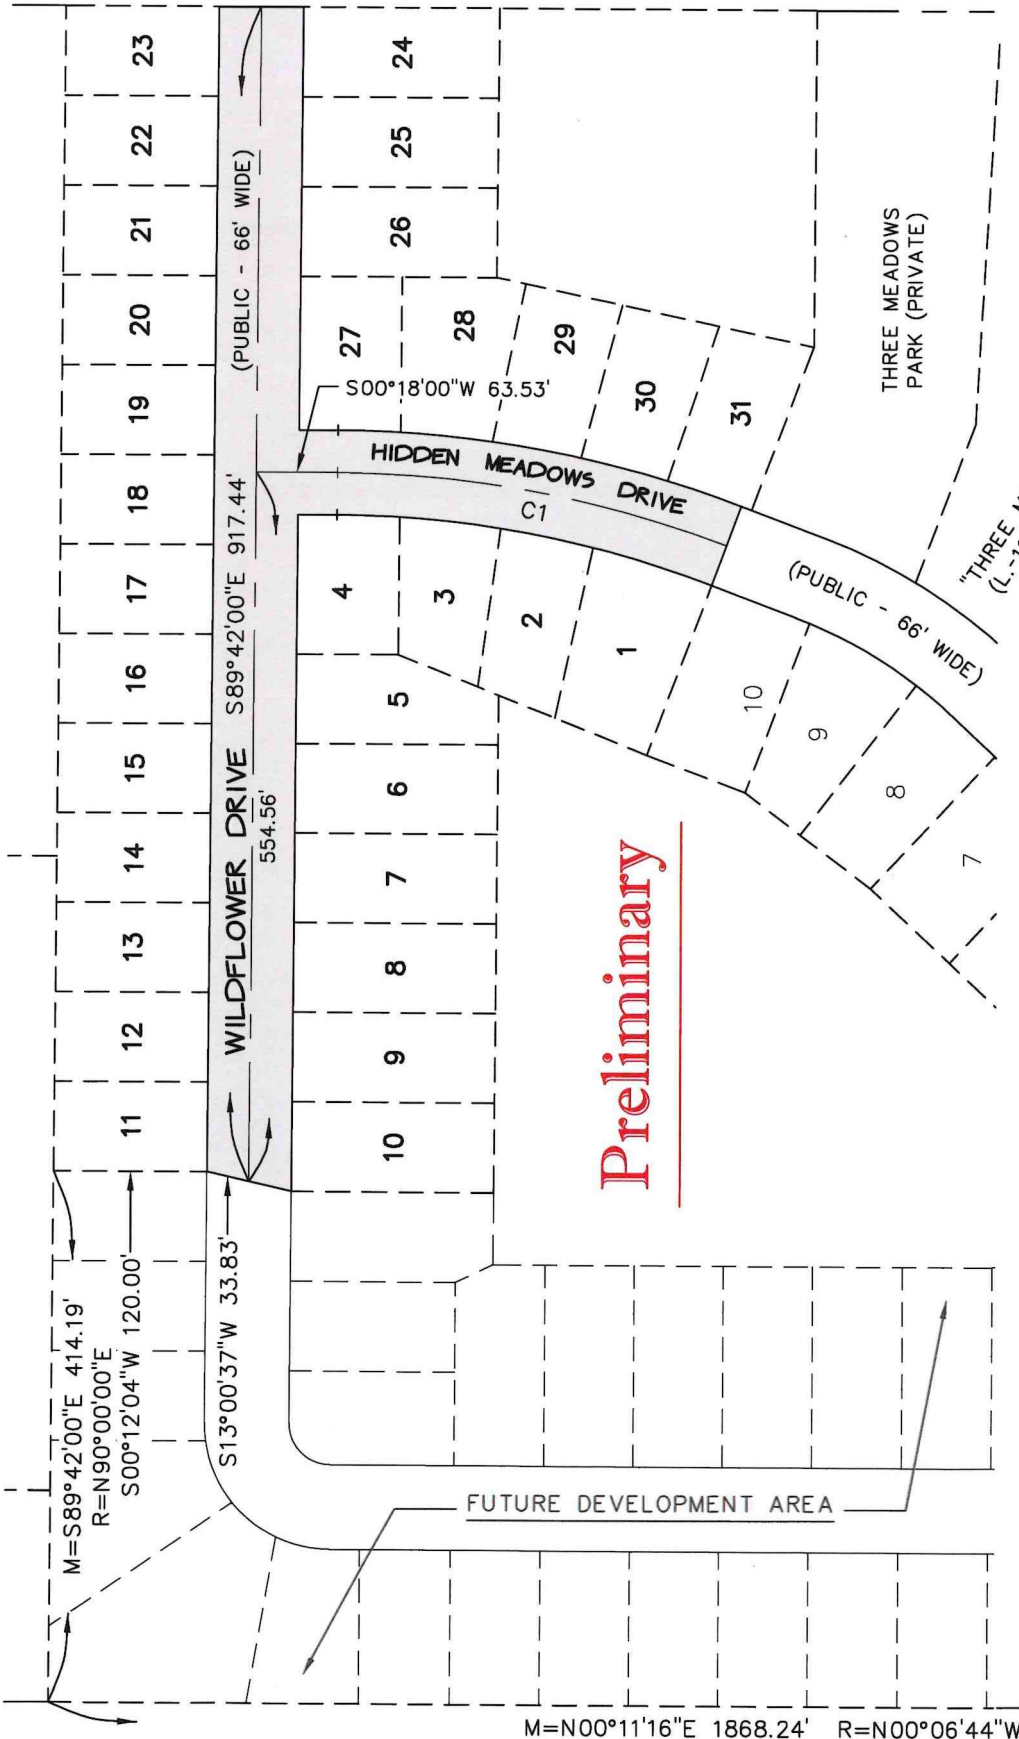 23
22
21
20
19
18
17
16
15
14
13
12
11
(PUBLIC - 66' WIDE)
S89°42'00"E 917.44'
WILDFLOWER DRIVE
554.56'
24
25
26
27
28
29
30
31
S00°18'00"W 63.53'
HIDDEN MEADOWS DRIVE
C1
4
3
2
1
5
6
7
8
9
10
10
9
8
7
(PUBLIC - 66' WIDE)
THREE MEADOWS
PARK (PRIVATE)
"THREE
(L.-
Preliminary
M=S89°42'00"E 414.19'
R=N90°00'00"E
S00°12'04"W 120.00'
S13°00'37"W 33.83'
FUTURE DEVELOPMENT AREA
M=N00°11'16"E 1868.24' R=N00°06'44"W